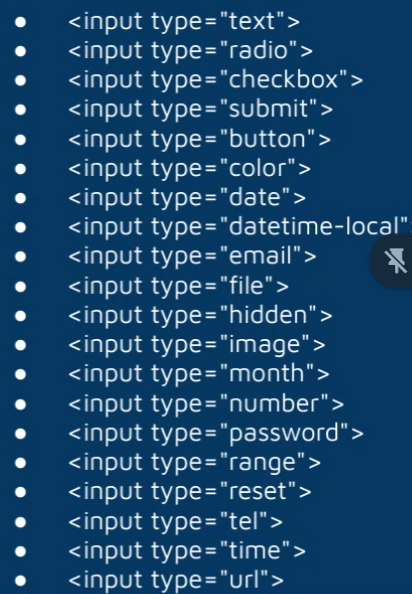 ● <input type="text">
● <input type="radio">
● <input type="checkbox">
● <input type="submit">
● <input type="button">
● <input type="color">
● <input type="date">
● <input type="datetime-local"
● <input type="email">
● <input type="file">
● <input type="hidden">
● <input type="image">
● <input type="month">
● <input type="number">
● <input type="password">
● <input type="range">
● <input type="reset">
● <input type="tel">
● <input type="time">
● <input type="url">